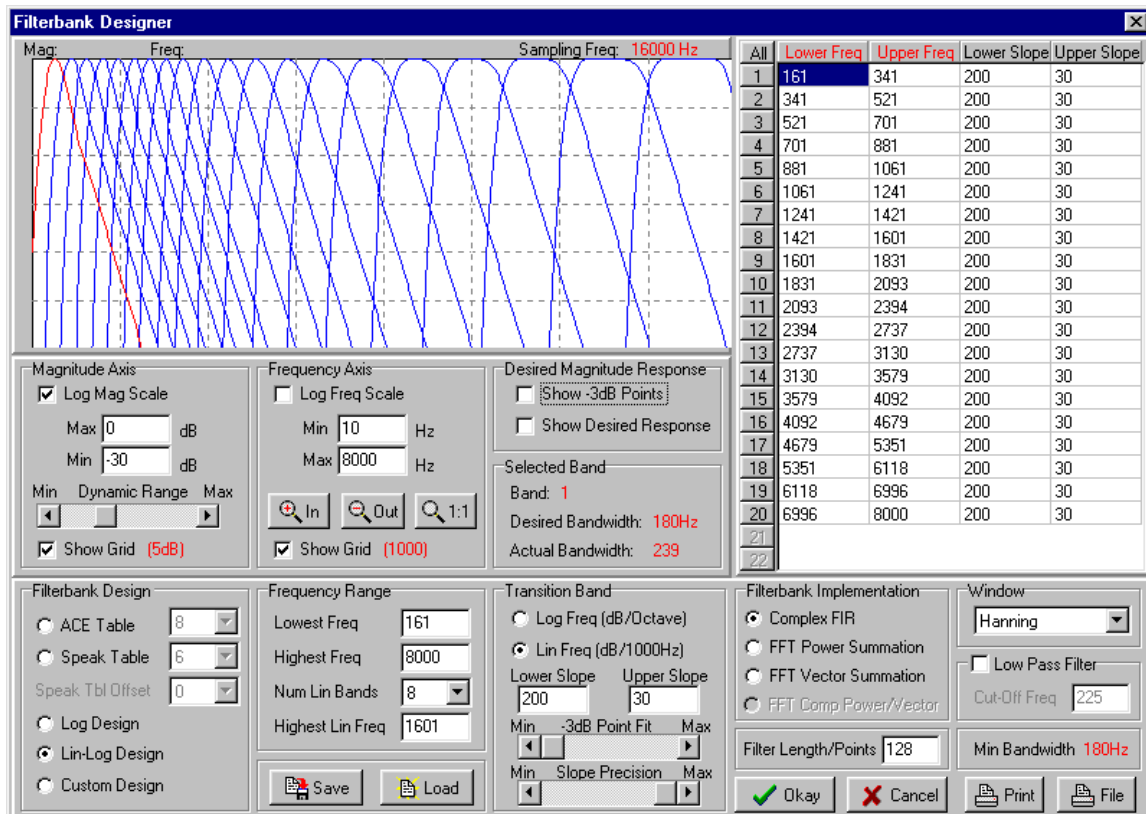 Filterbank Designer
Mag: Freq: Sampling Freq: 16000 Hz
All Lower Freq Upper Freq Lower Slope Upper Slope
1 161 341 200 30
2 341 521 200 30
3 521 701 200 30
4 701 881 200 30
5 881 1061 200 30
6 1061 1241 200 30
7 1241 1421 200 30
8 1421 1601 200 30
9 1601 1831 200 30
10 1831 2093 200 30
11 2093 2394 200 30
12 2394 2737 200 30
13 2737 3130 200 30
14 3130 3579 200 30
15 3579 4092 200 30
16 4092 4679 200 30
17 4679 5351 200 30
18 5351 6118 200 30
19 6118 6996 200 30
20 6996 8000 200 30
21
22
Magnitude Axis
Log Mag Scale
Max 0 dB
Min -30 dB
Min Dynamic Range Max
Show Grid (5dB)
Frequency Axis
Log Freq Scale
Min 10 Hz
Max 8000 Hz
In Out 1:1
Show Grid (1000)
Desired Magnitude Response
Show -3dB Points
Show Desired Response
Selected Band
Band: 1
Desired Bandwidth: 180Hz
Actual Bandwidth: 239
Filterbank Design
ACE Table 8
Speak Table 6
Speak Tbl Offset 0
Log Design
Lin-Log Design
Custom Design
Frequency Range
Lowest Freq 161
Highest Freq 8000
Num Lin Bands 8
Highest Lin Freq 1601
Save Load
Transition Band
Log Freq (dB/Octave)
Lin Freq (dB/1000Hz)
Lower Slope Upper Slope
200 30
Min -3dB Point Fit Max
Min Slope Precision Max
Filterbank Implementation
Complex FIR
FFT Power Summation
FFT Vector Summation
FFT Comp Power/Vector
Filter Length/Points 128
Window
Hanning
Low Pass Filter
Cut-Off Freq 225
Min Bandwidth 180Hz
Okay Cancel Print File